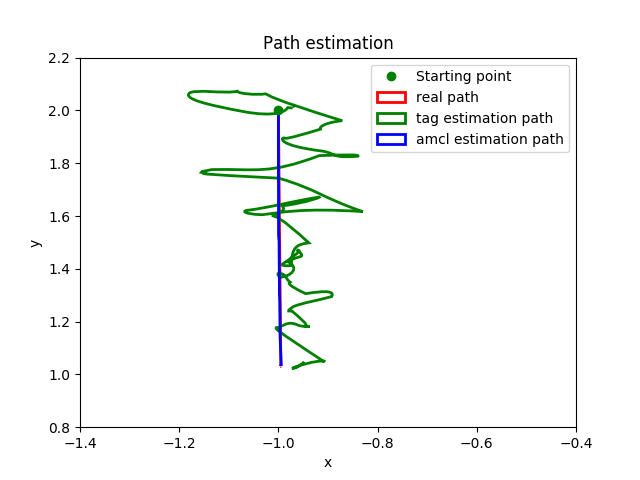 Path estimation
Starting point
real path
tag estimation path
amcl estimation path
2.2
2.0
1.8
1.6
1.4
1.2
1.0
0.8
y
−1.4 −1.2 −1.0 −0.8 −0.6 −0.4
x